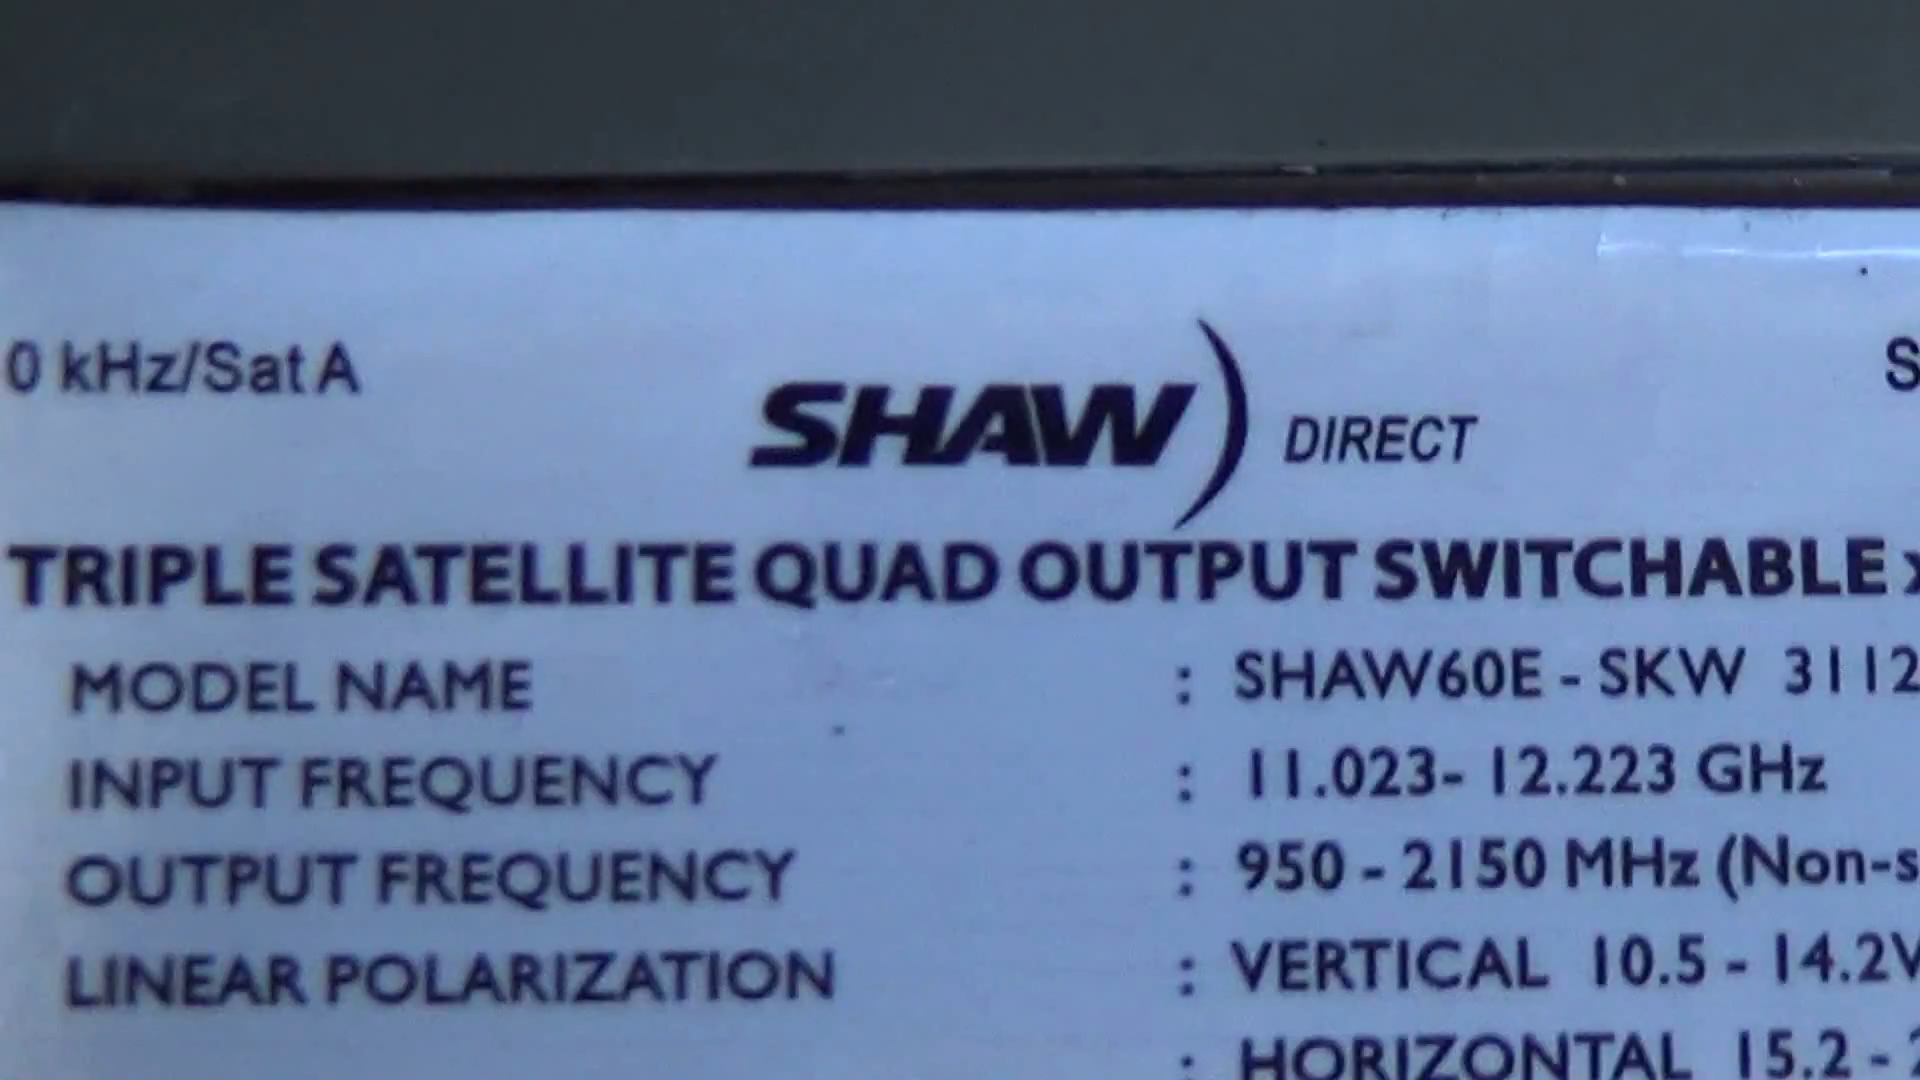 0 kHz/Sat A
SHAW) DIRECT
S
TRIPLE SATELLITE QUAD OUTPUT SWITCHABLE
MODEL NAME : SHAW60E - SKW 3112
INPUT FREQUENCY : 11.023- 12.223 GHz
OUTPUT FREQUENCY : 950 - 2150 MHz (Non-s
LINEAR POLARIZATION : VERTICAL 10.5 - 14.2V
: HORIZONTAL 15.2 -